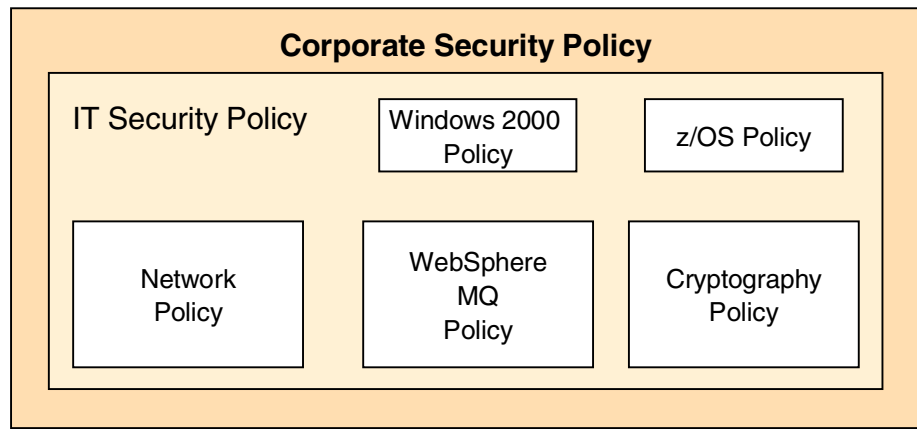 Corporate Security Policy
IT Security Policy
Windows 2000
Policy
z/OS Policy
Network
Policy
WebSphere
MQ
Policy
Cryptography
Policy